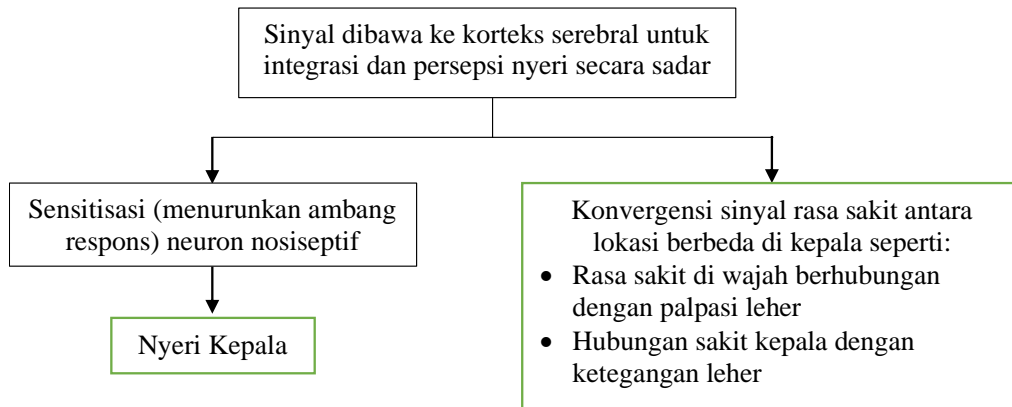 Sinyal dibawa ke korteks serebral untuk
integrasi dan persepsi nyeri secara sadar
Sensitisasi (menurunkan ambang
respons) neuron nosiseptif
Nyeri Kepala
Konvergensi sinyal rasa sakit antara
lokasi berbeda di kepala seperti:
• Rasa sakit di wajah berhubungan
dengan palpasi leher
• Hubungan sakit kepala dengan
ketegangan leher